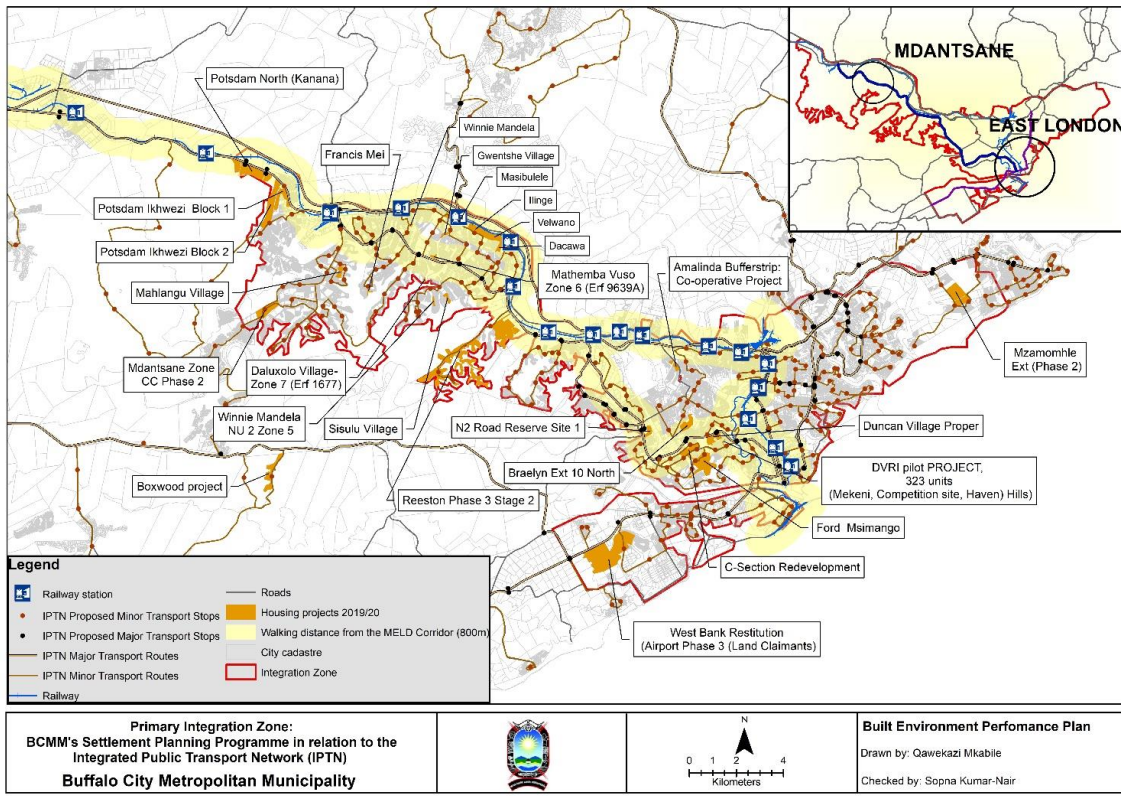 MDANTSANE
EAST LONDON
Potsdam North (Kanana)
Winnie Mandela
Francis Mei
Gwentshe Village
Masibulele
Ilinge
Velwano
Dacawa
Potsdam Ikhwezi Block 1
Potsdam Ikhwezi Block 2
Mathemba Vuso
Zone 6 (Erf 9639A)
Amalinda Bufferstrip:
Co-operative Project
Mahlangu Village
Mdantsane Zone
CC Phase 2
Daluxolo Village-
Zone 7 (Erf 1677)
Mzamomhle
Ext (Phase 2)
Winnie Mandela
NU 2 Zone 5
Sisulu Village
N2 Road Reserve Site 1
Duncan Village Proper
Braelyn Ext 10 North
DVRI pilot PROJECT,
323 units
(Mekeni, Competition site, Haven) Hills)
Boxwood project
Reeston Phase 3 Stage 2
Ford Msimango
C-Section Redevelopment
West Bank Restitution
(Airport Phase 3 (Land Claimants)
Legend
Railway station
IPTN Proposed Minor Transport Stops
IPTN Proposed Major Transport Stops
IPTN Major Transport Routes
IPTN Minor Transport Routes
Railway
Roads
Housing projects 2019/20
Walking distance from the MELD Corridor (800m)
City cadastre
Integration Zone
Primary Integration Zone:
BCMM's Settlement Planning Programme in relation to the
Integrated Public Transport Network (IPTN)
Buffalo City Metropolitan Municipality
N
0 1 2 4
Kilometers
Built Environment Perfomance Plan
Drawn by: Qawekazi Mkabile
Checked by: Sopna Kumar-Nair